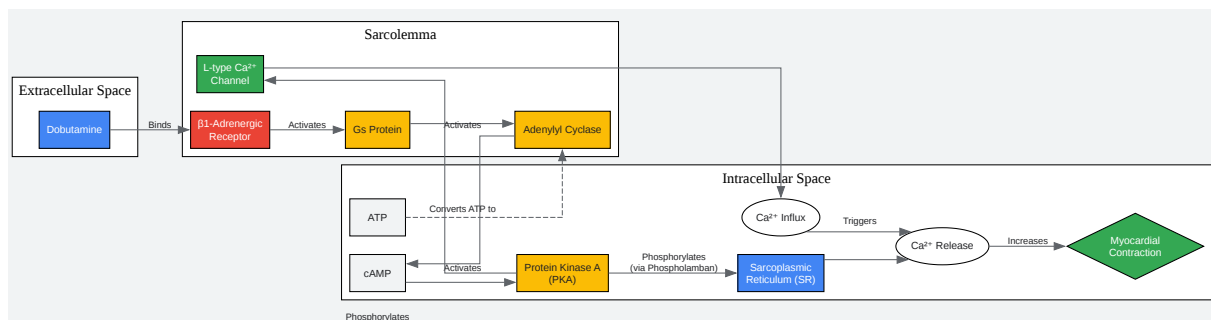 Sarcolemma
L-type Ca²⁺
Channel
Extracellular Space
Dobutamine
Binds
β1-Adrenergic
Receptor
Activates
Gs Protein
Activates
Adenylyl Cyclase
Intracellular Space
ATP
Converts ATP to
Ca²⁺ Influx
Triggers
Ca²⁺ Release
Increases
Myocardial
Contraction
cAMP
Activates
Protein Kinase A
(PKA)
Phosphorylates
(via Phospholamban)
Sarcoplasmic
Reticulum (SR)
Phosphorylates